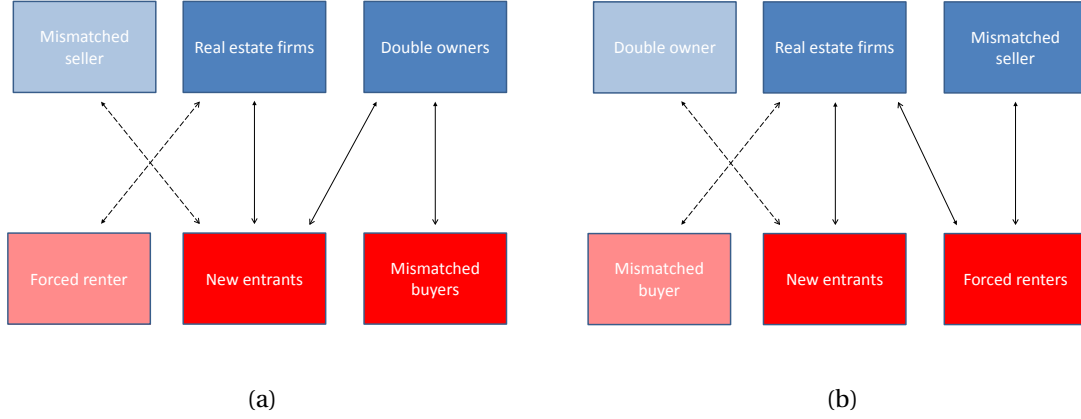 Mismatched
seller
Real estate firms
Double owners
Forced renter
New entrants
Mismatched
buyers
(a)
Double owner
Real estate firms
Mismatched
seller
Mismatched
buyer
New entrants
Forced renters
(b)